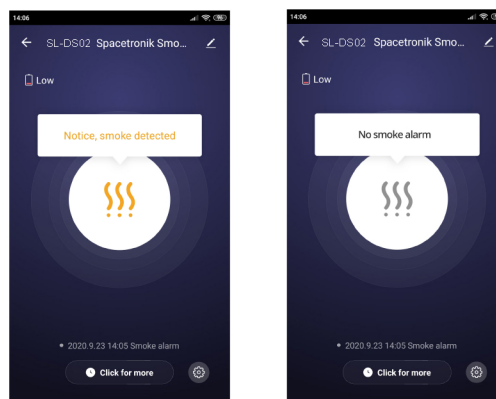 14:06
SL-DS02 Spacetronik Smo...
Low
Notice, smoke detected
2020.9.23 14:05 Smoke alarm
Click for more
14:06
SL-DS02 Spacetronik Smo...
Low
No smoke alarm
2020.9.23 14:05 Smoke alarm
Click for more